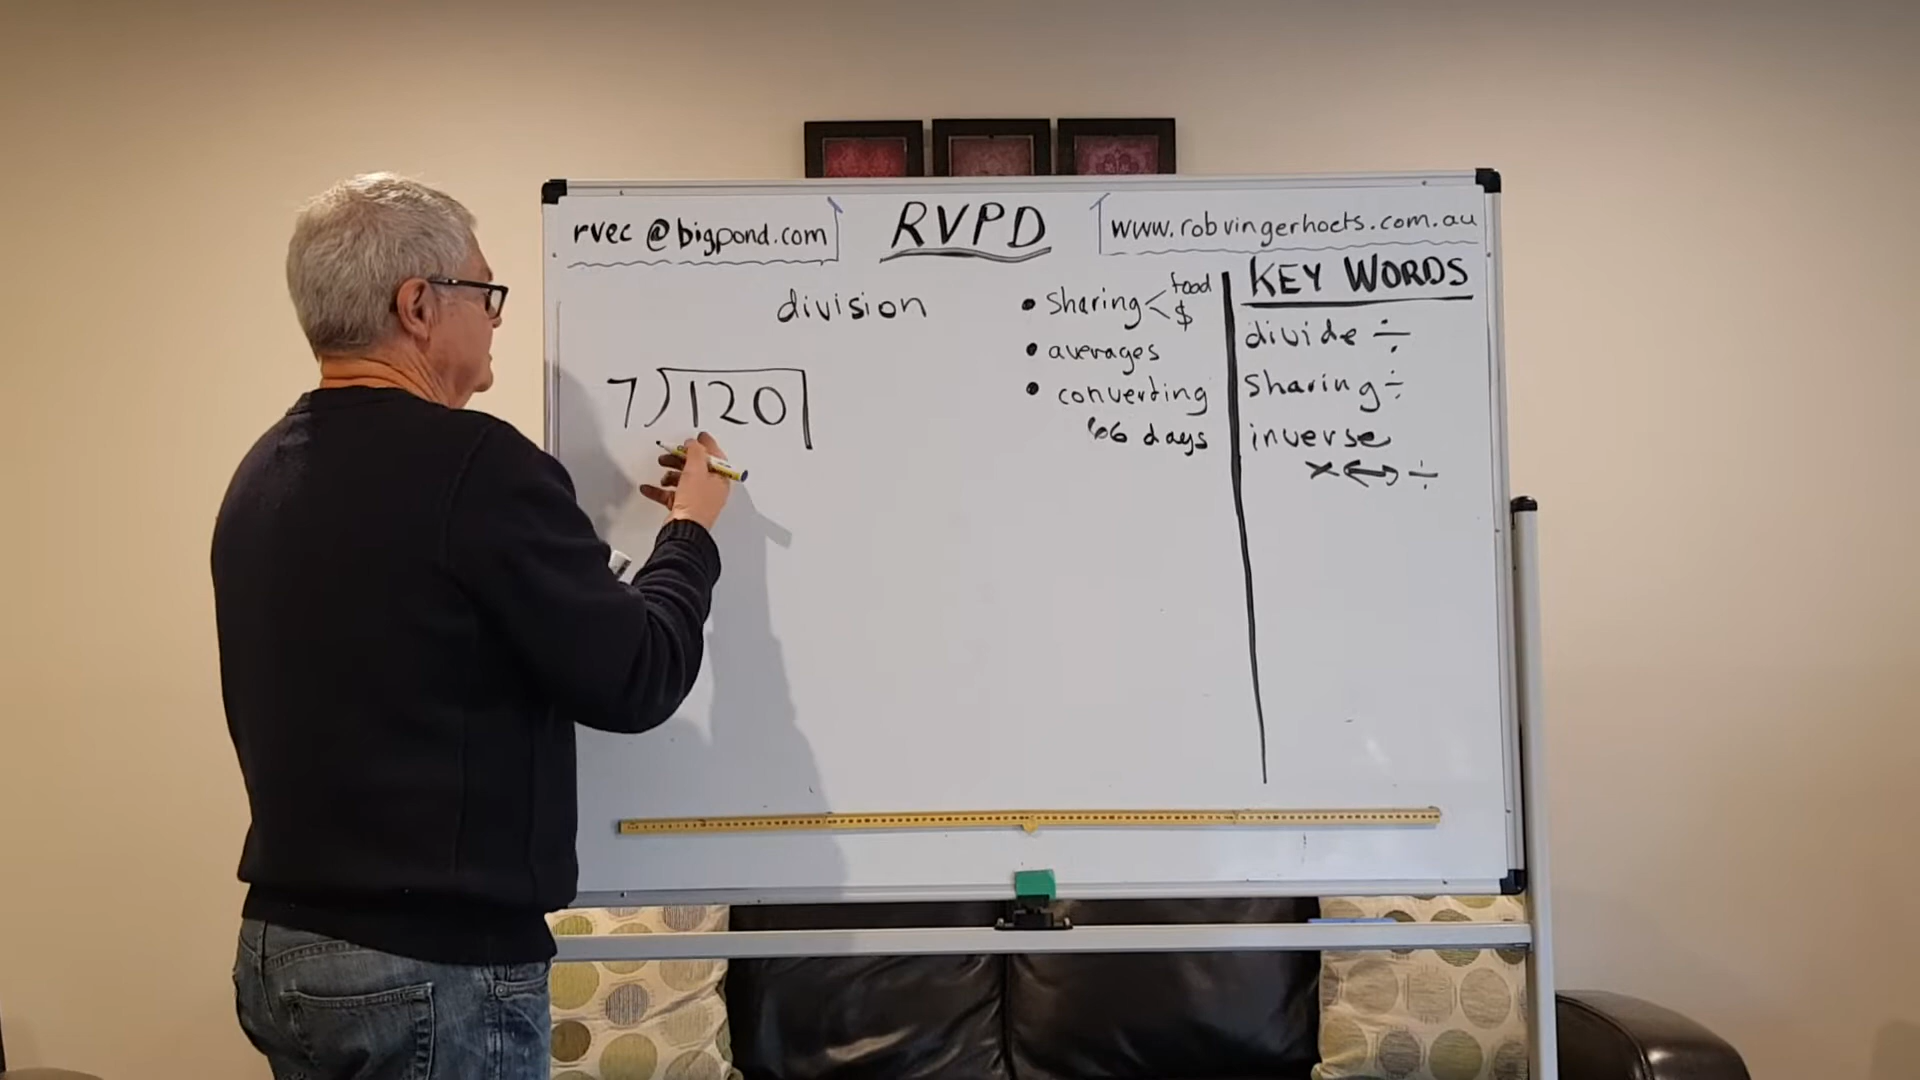 rvec @bigpond.com
RVPD
www.robvingerhoets.com.au
division
7)120
• Sharing < food
$
• averages
• converting
66 days
KEY WORDS
divide ÷
Sharing ÷
inverse
× ↔ ÷